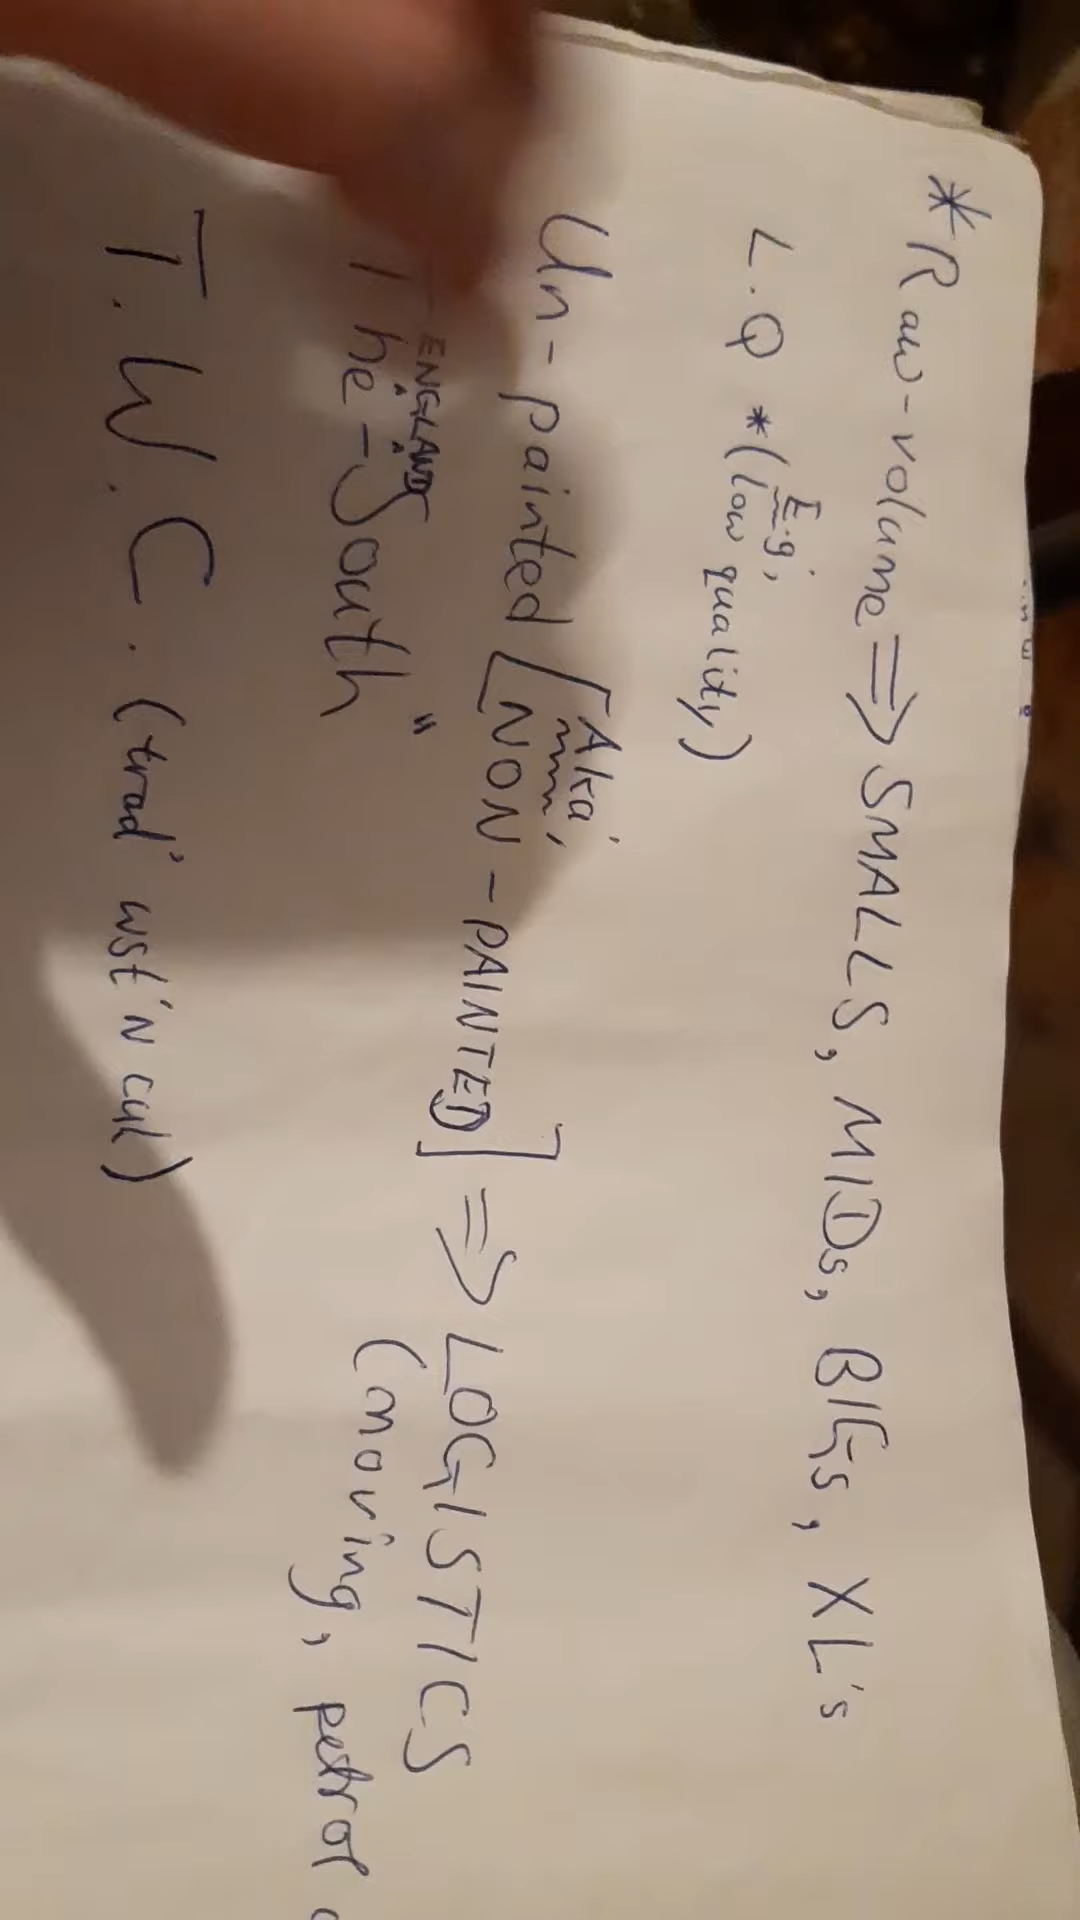 *Raw-volume ⇒ SMALLS, MIDs, BIGs, XL's
L.Q *(E.g, low quality)
Un-painted [Aka, NON-PAINTED] ⇒ LOGISTICS
(moving, petrol
ENGLAND
The-South"
T.W.C. (trad' wst'n cul)